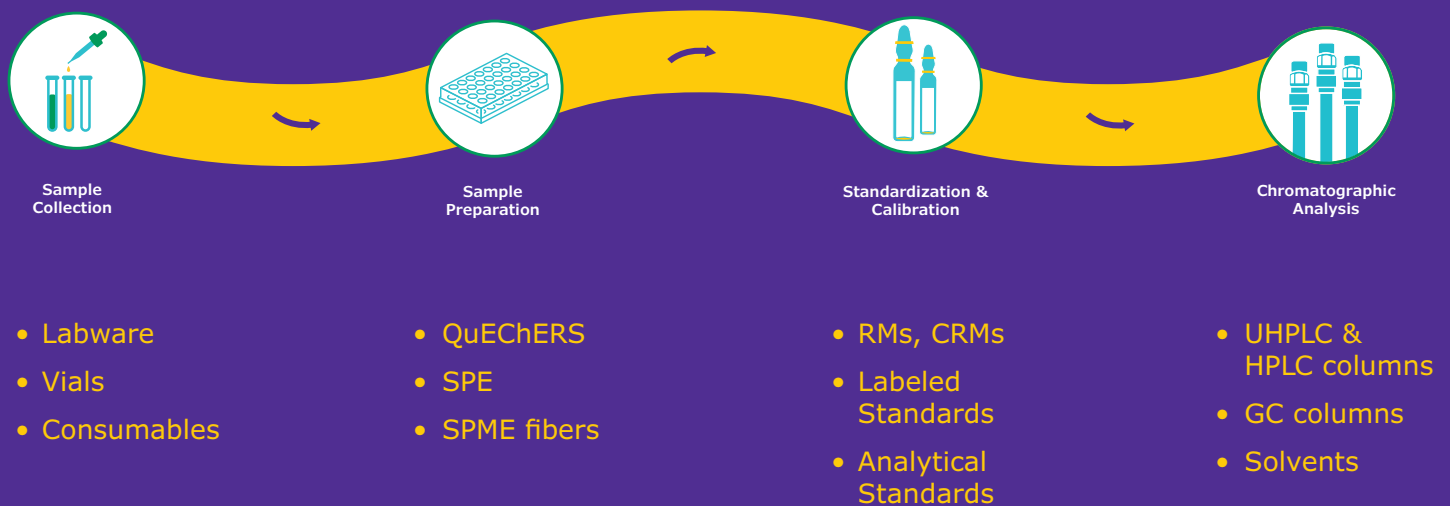 Sample
Collection
Sample
Preparation
Standardization &
Calibration
Chromatographic
Analysis
• Labware
• Vials
• Consumables
• QuEChERS
• SPE
• SPME fibers
• RMs, CRMs
• Labeled
Standards
• Analytical
Standards
• UHPLC &
HPLC columns
• GC columns
• Solvents